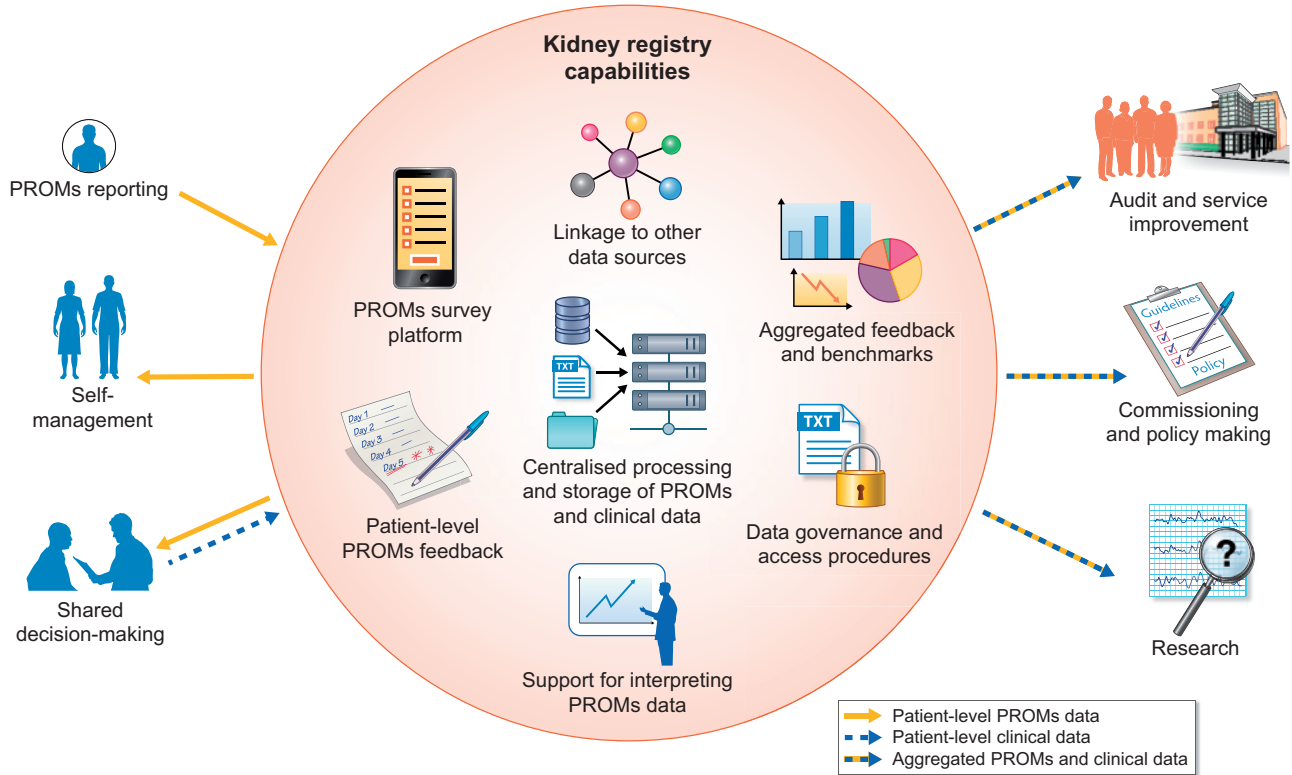 Kidney registry
capabilities
PROMs reporting
Self-
management
Shared
decision-making
PROMs survey
platform
Linkage to other
data sources
Aggregated feedback
and benchmarks
Day 1
Day 2
Day 3
Day 4
Day 5
Patient-level
PROMs feedback
TXT
Centralised processing
and storage of PROMs
and clinical data
TXT
Data governance and
access procedures
Support for interpreting
PROMs data
Audit and service
improvement
Guidelines
Policy
Commissioning
and policy making
?
Research
Patient-level PROMs data
Patient-level clinical data
Aggregated PROMs and clinical data